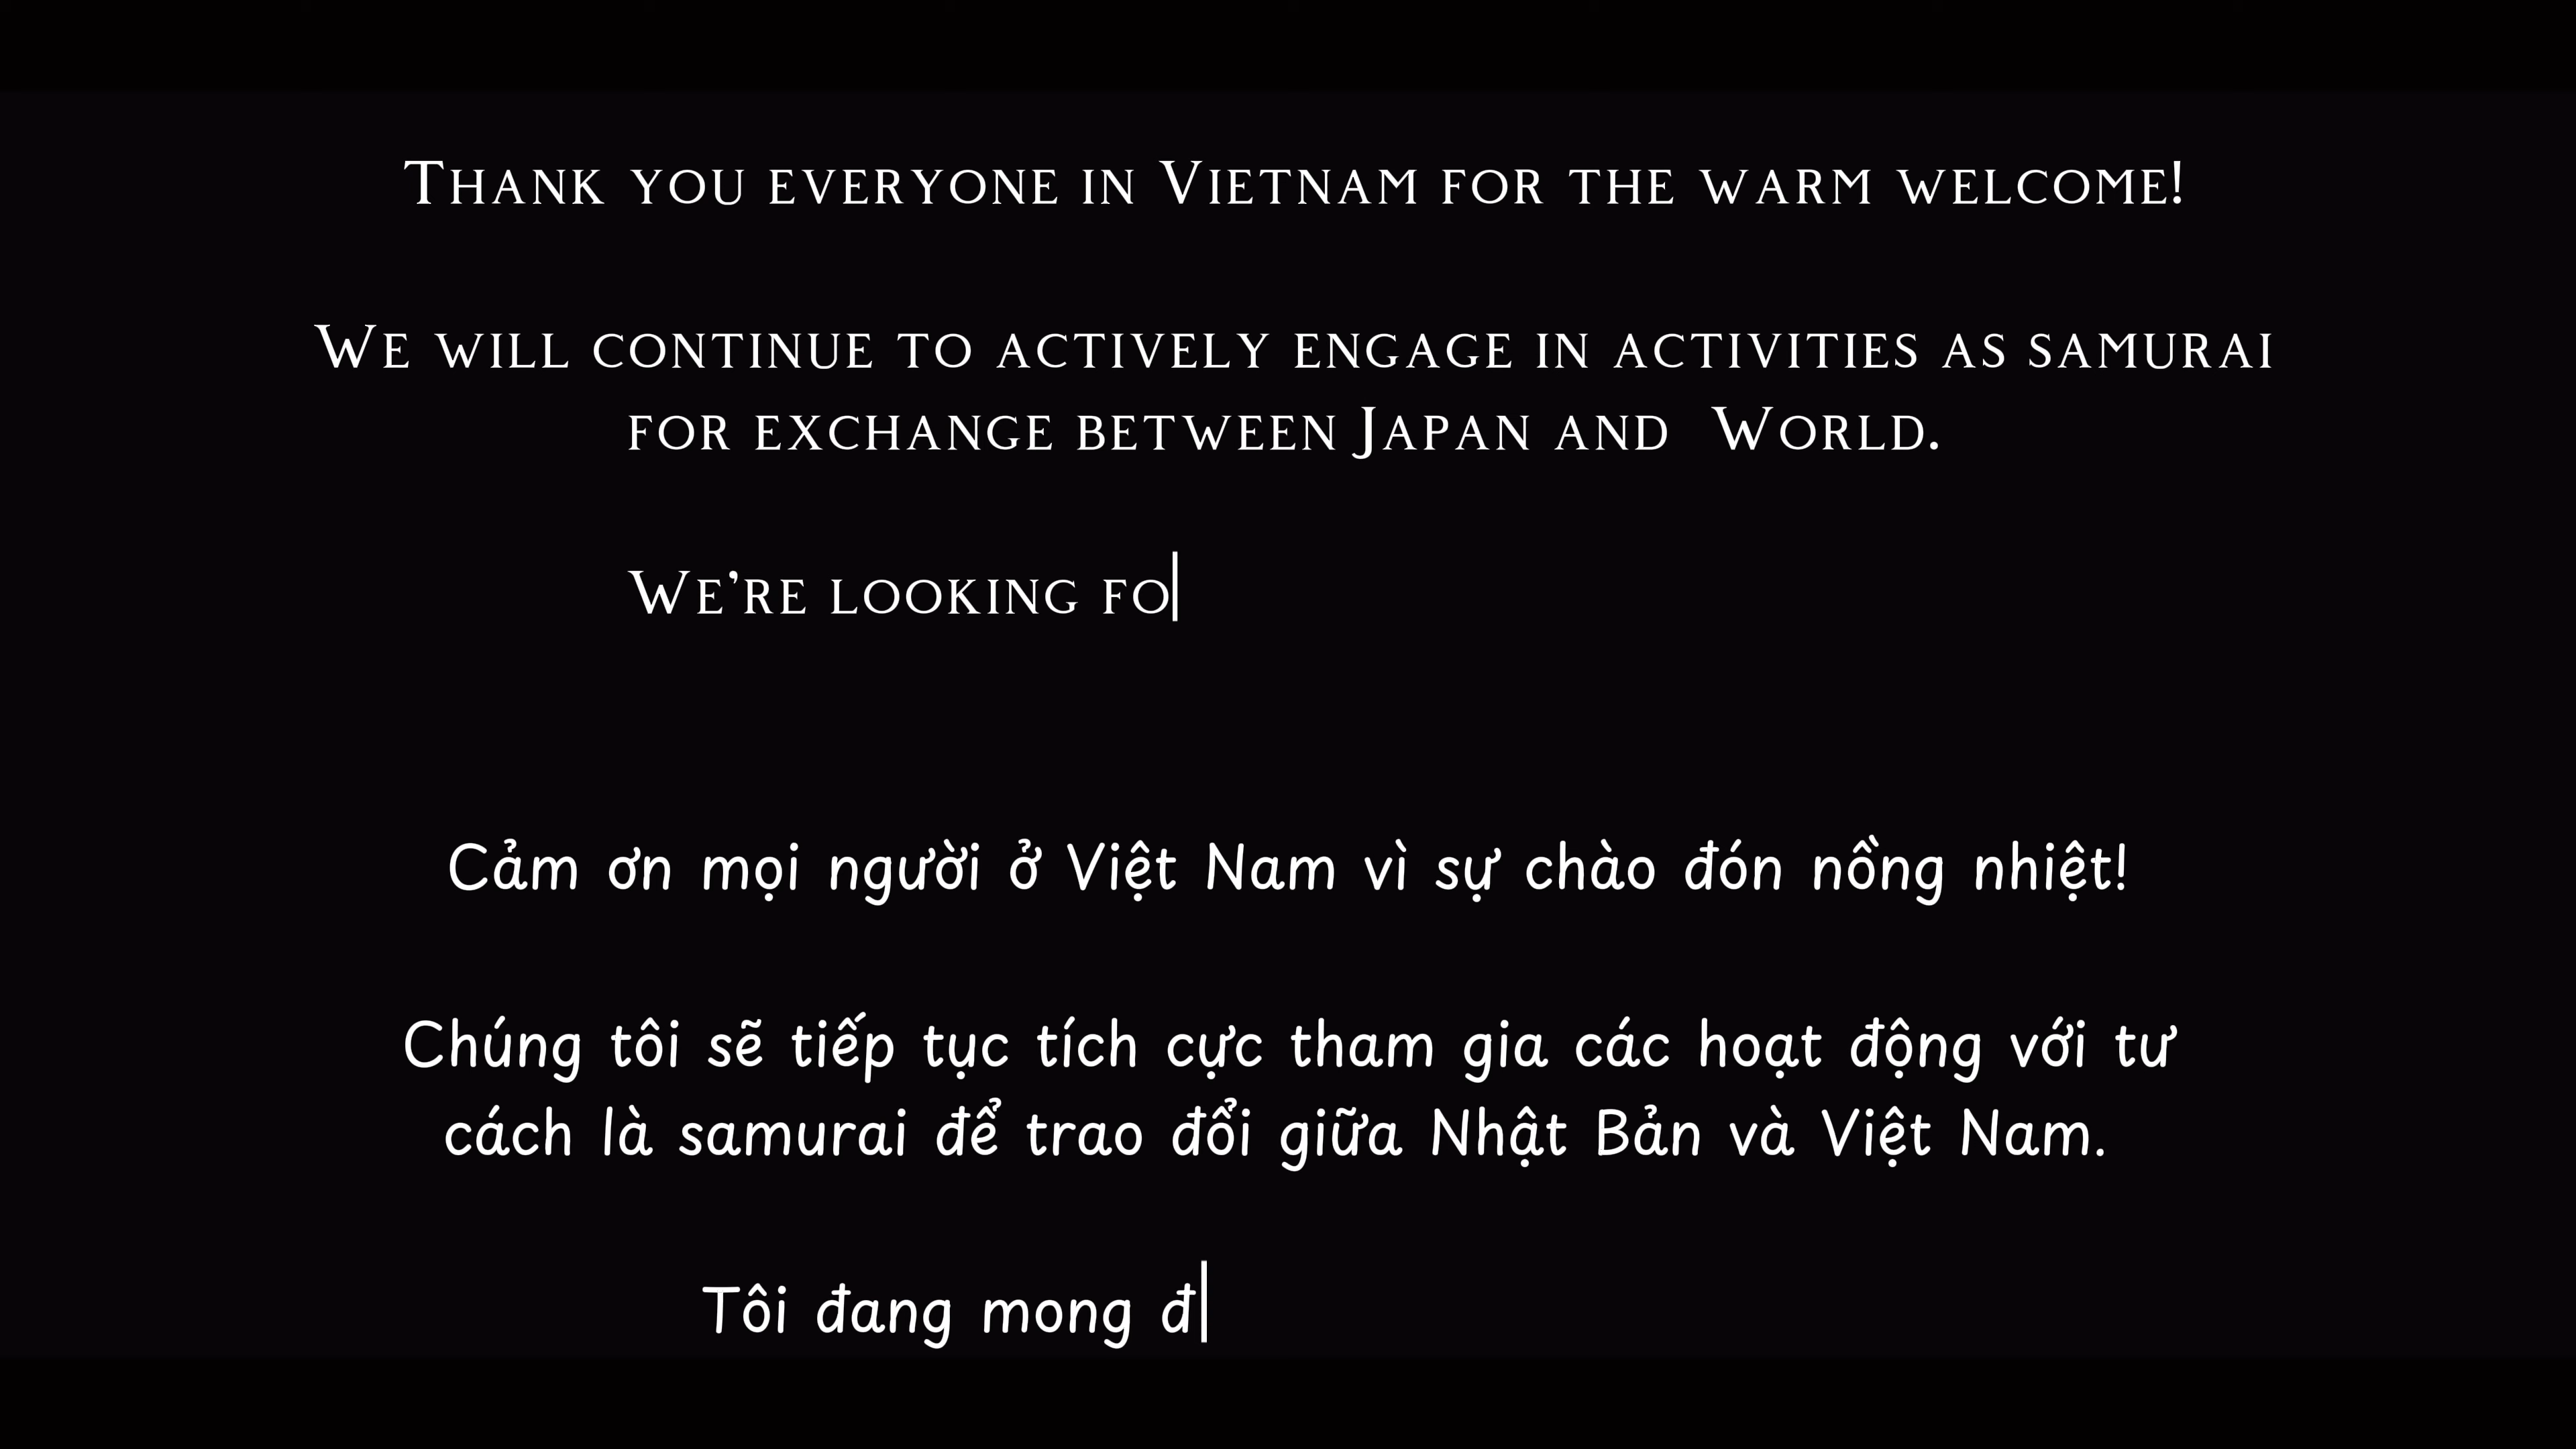 Thank you everyone in Vietnam for the warm welcome!
We will continue to actively engage in activities as samurai
for exchange between Japan and  World.
We’re looking fo
Cảm ơn mọi người ở Việt Nam vì sự chào đón nồng nhiệt!
Chúng tôi sẽ tiếp tục tích cực tham gia các hoạt động với tư
cách là samurai để trao đổi giữa Nhật Bản và Việt Nam.
Tôi đang mong đ